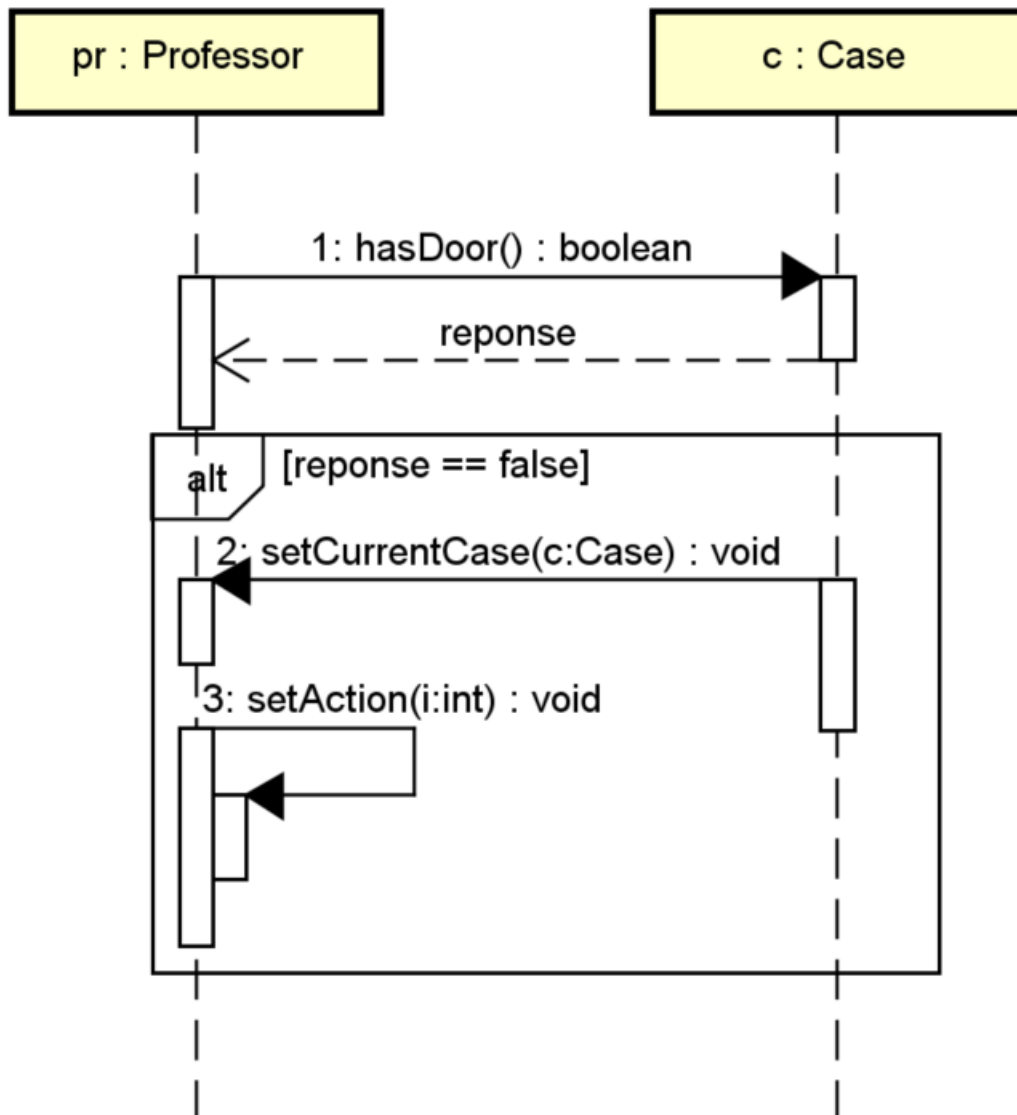 pr : Professor
c : Case
1: hasDoor() : boolean
reponse
alt
[reponse == false]
2: setCurrentCase(c:Case) : void
3: setAction(i:int) : void